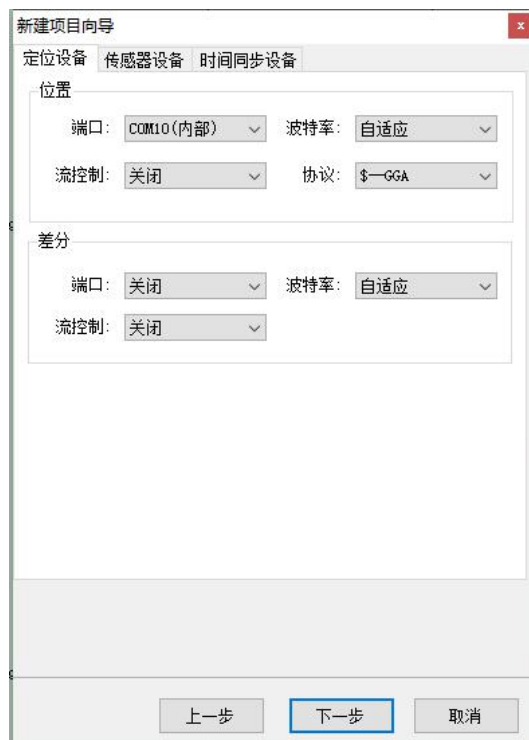 新建项目向导 x
定位设备 传感器设备 时间同步设备
位置
端口: COM10(内部) 波特率: 自适应
流控制: 关闭 协议: $—GGA
差分
端口: 关闭 波特率: 自适应
流控制: 关闭
上一步 下一步 取消